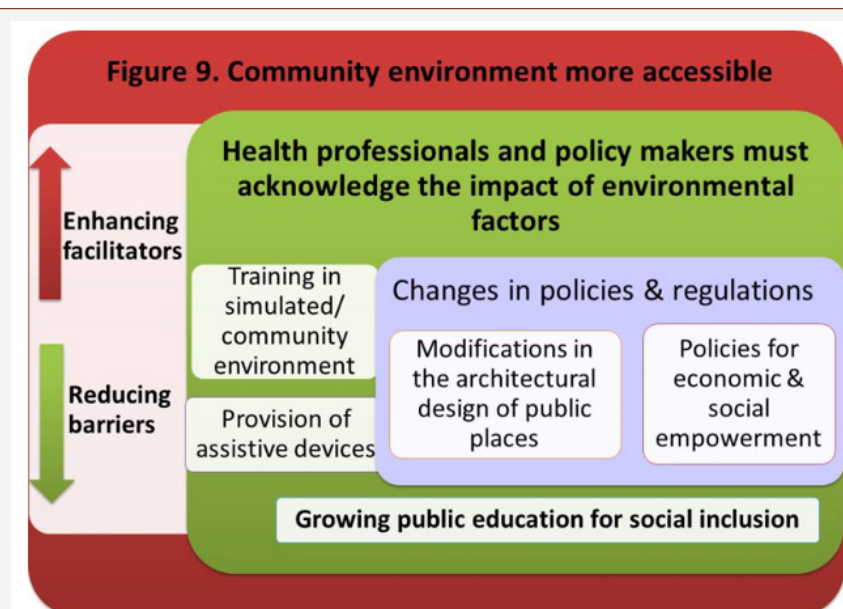 Figure 9. Community environment more accessible
Health professionals and policy makers must
acknowledge the impact of environmental
factors
Enhancing
facilitators
Reducing
barriers
Training in
simulated/
community
environment
Provision of
assistive devices
Changes in policies & regulations
Modifications in
the architectural
design of public
places
Policies for
economic &
social
empowerment
Growing public education for social inclusion